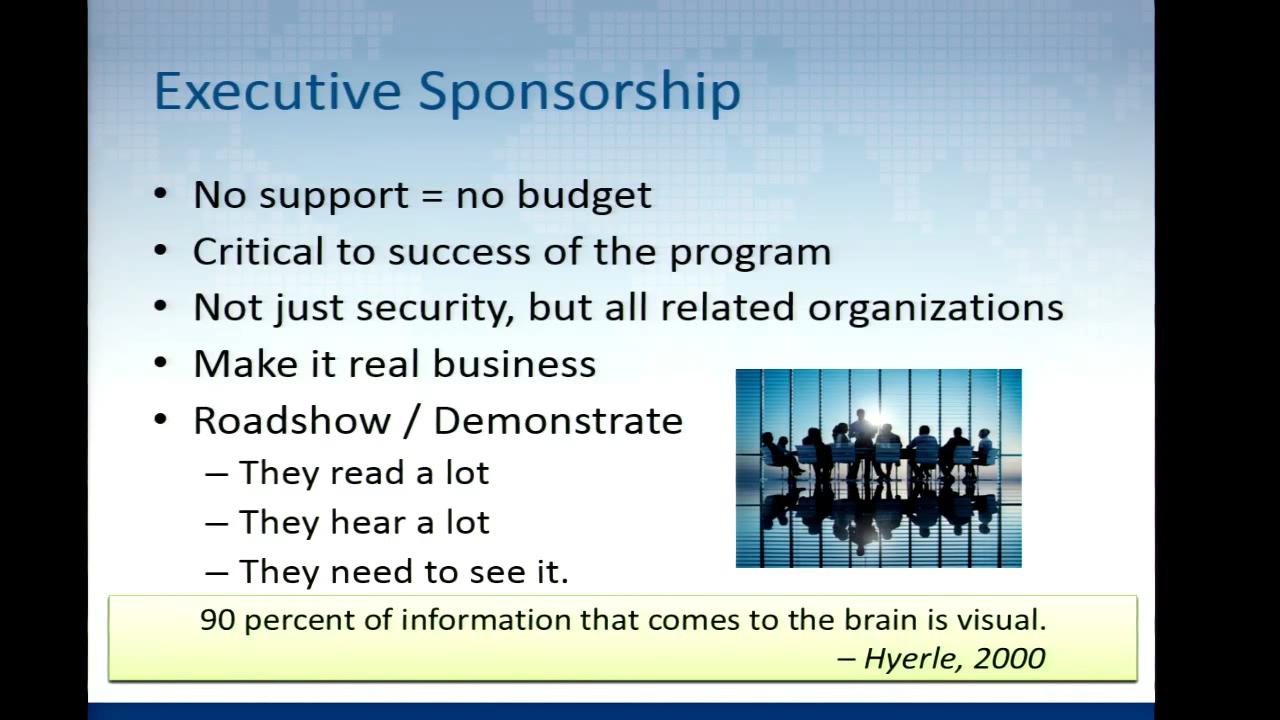 Executive Sponsorship
• No support = no budget
• Critical to success of the program
• Not just security, but all related organizations
• Make it real business
• Roadshow / Demonstrate
– They read a lot
– They hear a lot
– They need to see it.
90 percent of information that comes to the brain is visual.
– Hyerle, 2000